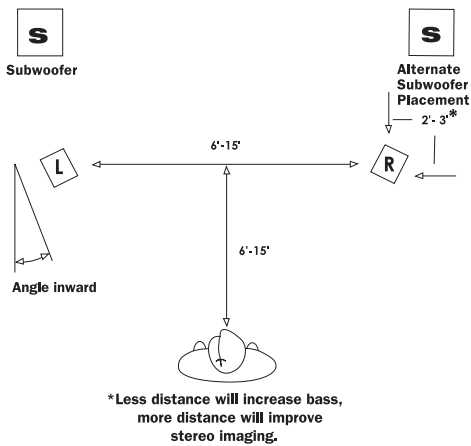 S
Subwoofer
S
Alternate
Subwoofer
Placement
2'- 3'*
6'-15'
L
R
6'-15'
Angle inward
*Less distance will increase bass,
more distance will improve
stereo imaging.